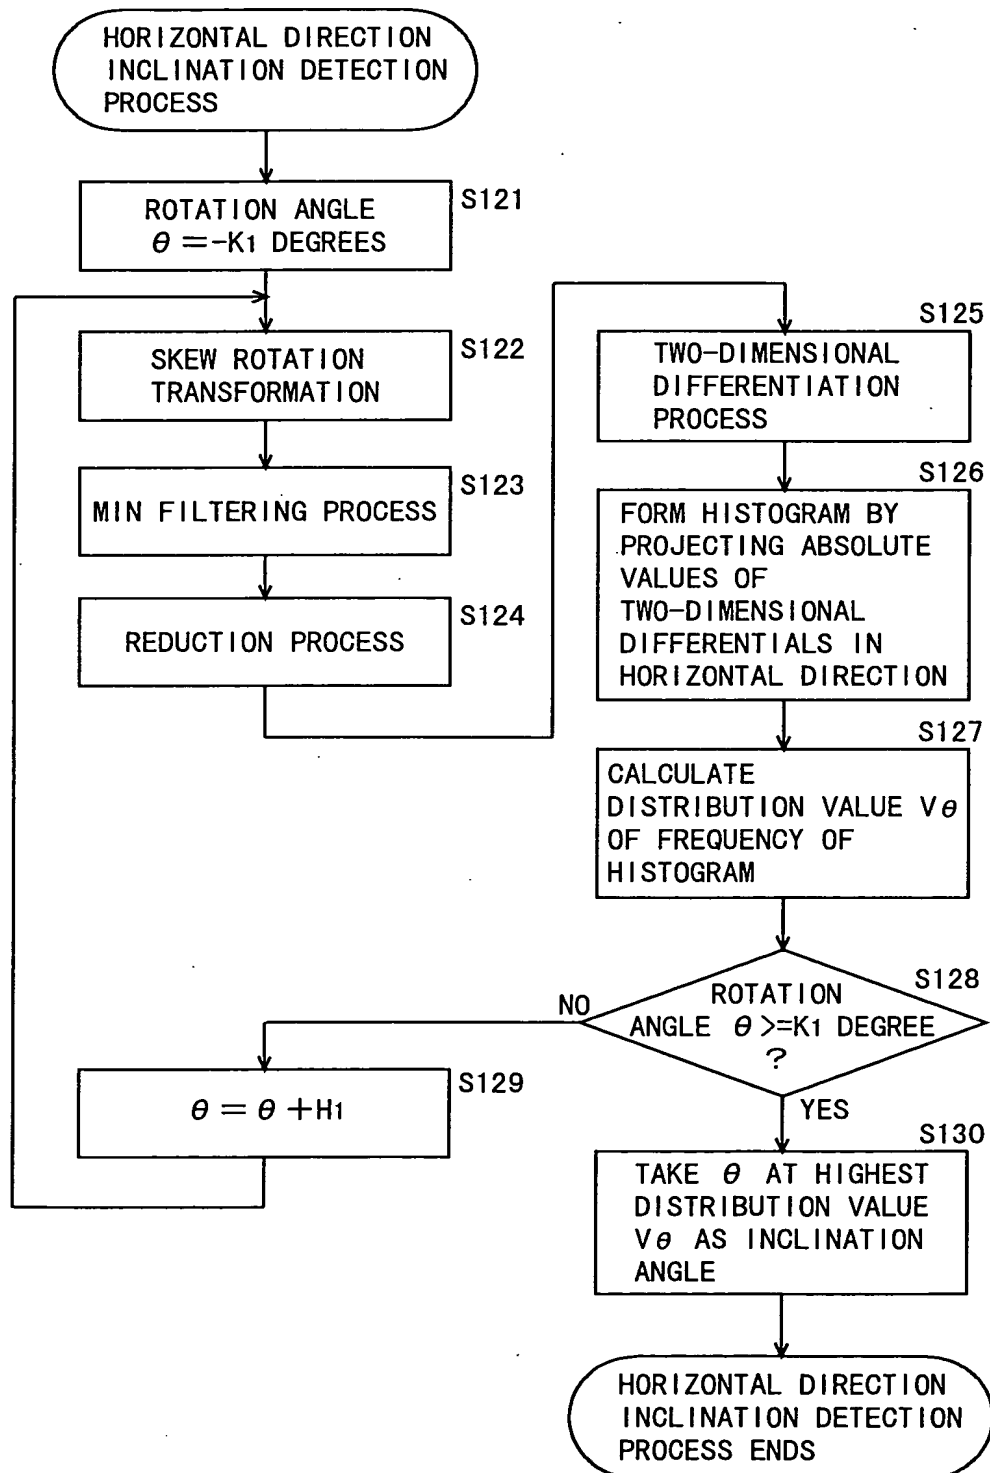 HORIZONTAL DIRECTION
INCLINATION DETECTION
PROCESS
S121
ROTATION ANGLE
θ =-K1 DEGREES
S122
SKEW ROTATION
TRANSFORMATION
S123
MIN FILTERING PROCESS
S124
REDUCTION PROCESS
S125
TWO-DIMENSIONAL
DIFFERENTIATION
PROCESS
S126
FORM HISTOGRAM BY
PROJECTING ABSOLUTE
VALUES OF
TWO-DIMENSIONAL
DIFFERENTIALS IN
HORIZONTAL DIRECTION
S127
CALCULATE
DISTRIBUTION VALUE Vθ
OF FREQUENCY OF
HISTOGRAM
S128
ROTATION
ANGLE θ >=K1 DEGREE
?
NO
S129
θ = θ +H1
YES
S130
TAKE θ AT HIGHEST
DISTRIBUTION VALUE
Vθ AS INCLINATION
ANGLE
HORIZONTAL DIRECTION
INCLINATION DETECTION
PROCESS ENDS